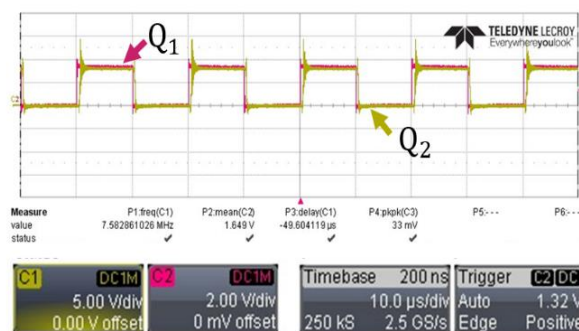 TELEDYNE LECROY
Everywhereyoulook™
Q1
Q2
Measure P1:freq(C1) P2:mean(C2) P3:delay(C1) P4:pkpk(C3) P5:--- P6:---
value 7.582861026 MHz 1.649 V -49.604119 µs 33 mV
status ✓ ✓ ✓ ✓
C1 DC1M C2 DC1M Timebase 200 ns Trigger C2 DC
5.00 V/div 2.00 V/div 10.0 µs/div Auto 1.32 V
0.00 V offset 0 mV offset 250 kS 2.5 GS/s Edge Positive